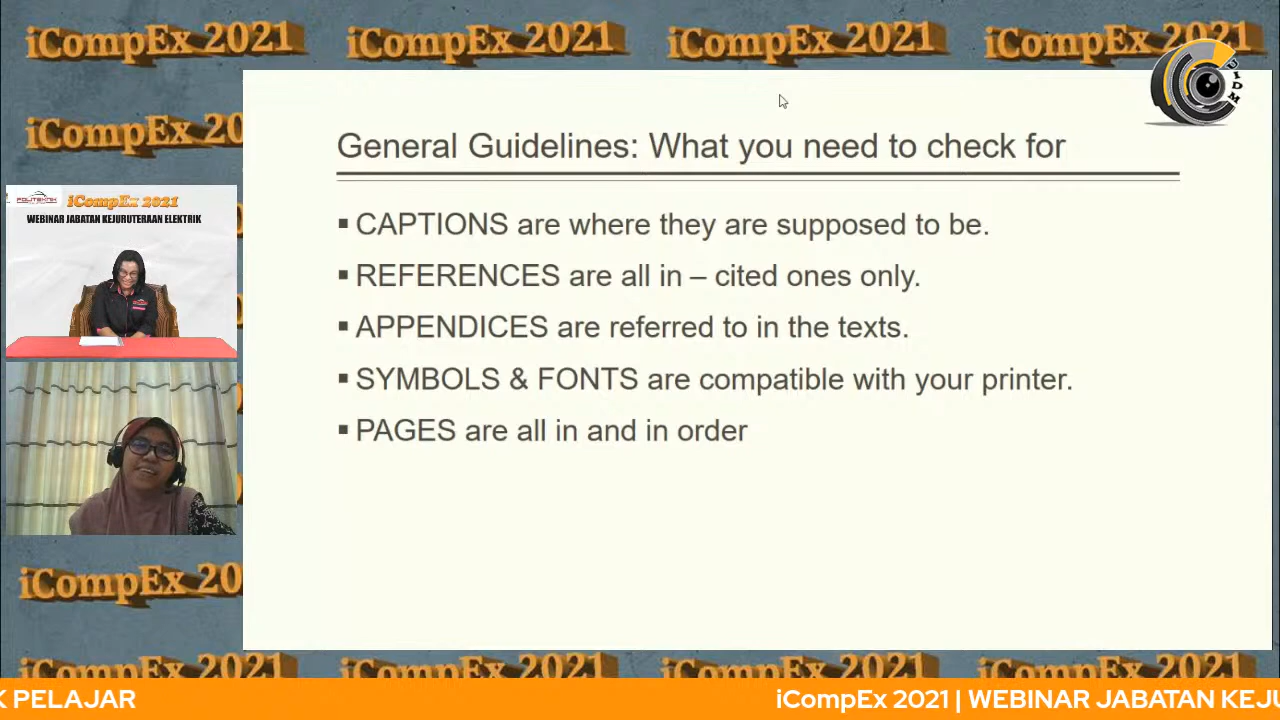 iCompEx 2021 iCompEx 2021 iCompEx 2021 iCompEx 2021
iCompEx 20
UIDM
General Guidelines: What you need to check for
▪ CAPTIONS are where they are supposed to be.
▪ REFERENCES are all in – cited ones only.
▪ APPENDICES are referred to in the texts.
▪ SYMBOLS & FONTS are compatible with your printer.
▪ PAGES are all in and in order
POLITEKNIK iCompEx 2021
WEBINAR JABATAN KEJURUTERAAN ELEKTRIK
iCompEx 20
iCompEx 2021 iCompEx 2021 iCompEx 2021 iCompEx 2021
K PELAJAR
iCompEx 2021 | WEBINAR JABATAN KEJU